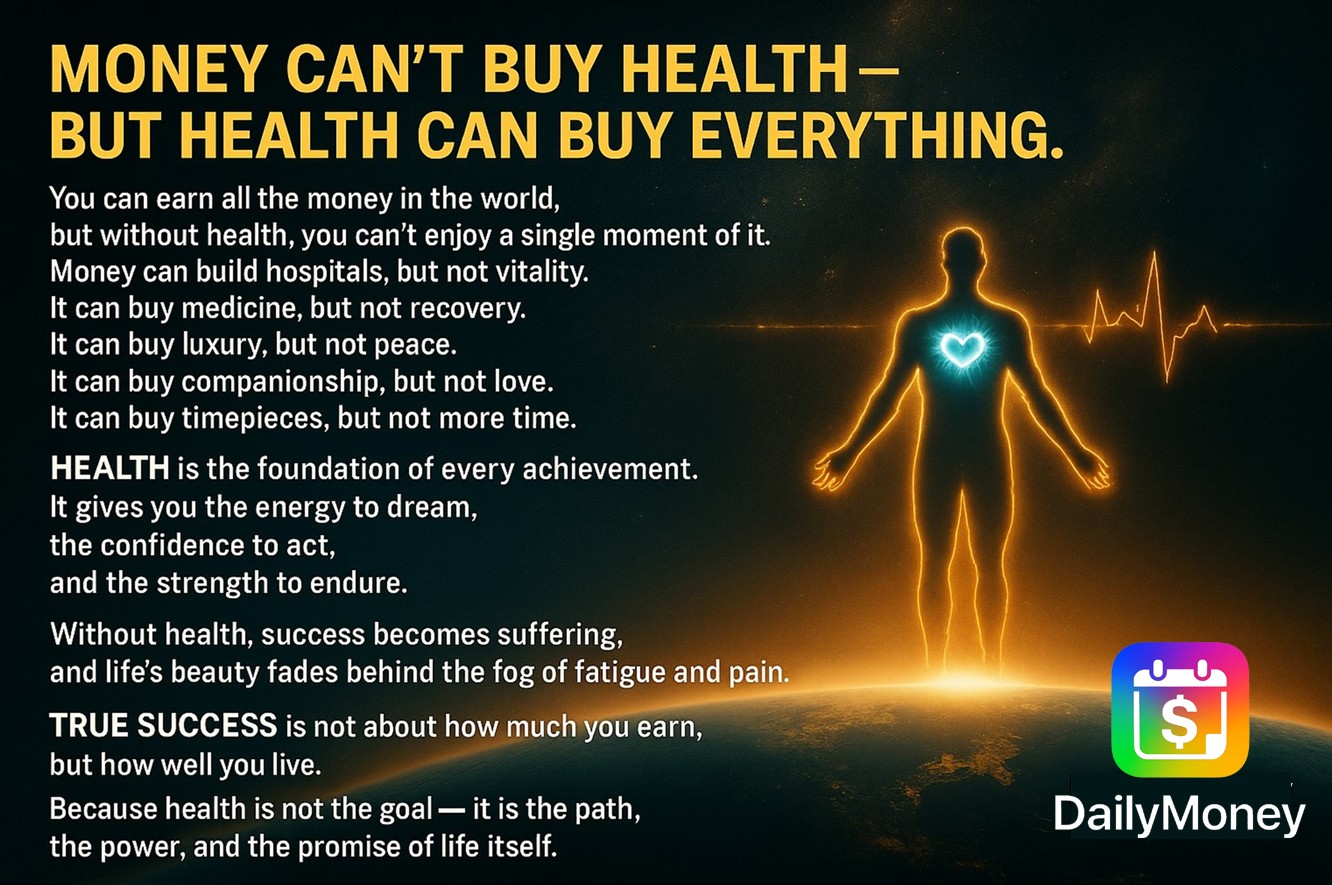 MONEY CAN’T BUY HEALTH —
BUT HEALTH CAN BUY EVERYTHING.
You can earn all the money in the world,
but without health, you can’t enjoy a single moment of it.
Money can build hospitals, but not vitality.
It can buy medicine, but not recovery.
It can buy luxury, but not peace.
It can buy companionship, but not love.
It can buy timepieces, but not more time.
HEALTH is the foundation of every achievement.
It gives you the energy to dream,
the confidence to act,
and the strength to endure.
Without health, success becomes suffering,
and life’s beauty fades behind the fog of fatigue and pain.
TRUE SUCCESS is not about how much you earn,
but how well you live.
Because health is not the goal — it is the path,
the power, and the promise of life itself.
$
DailyMoney